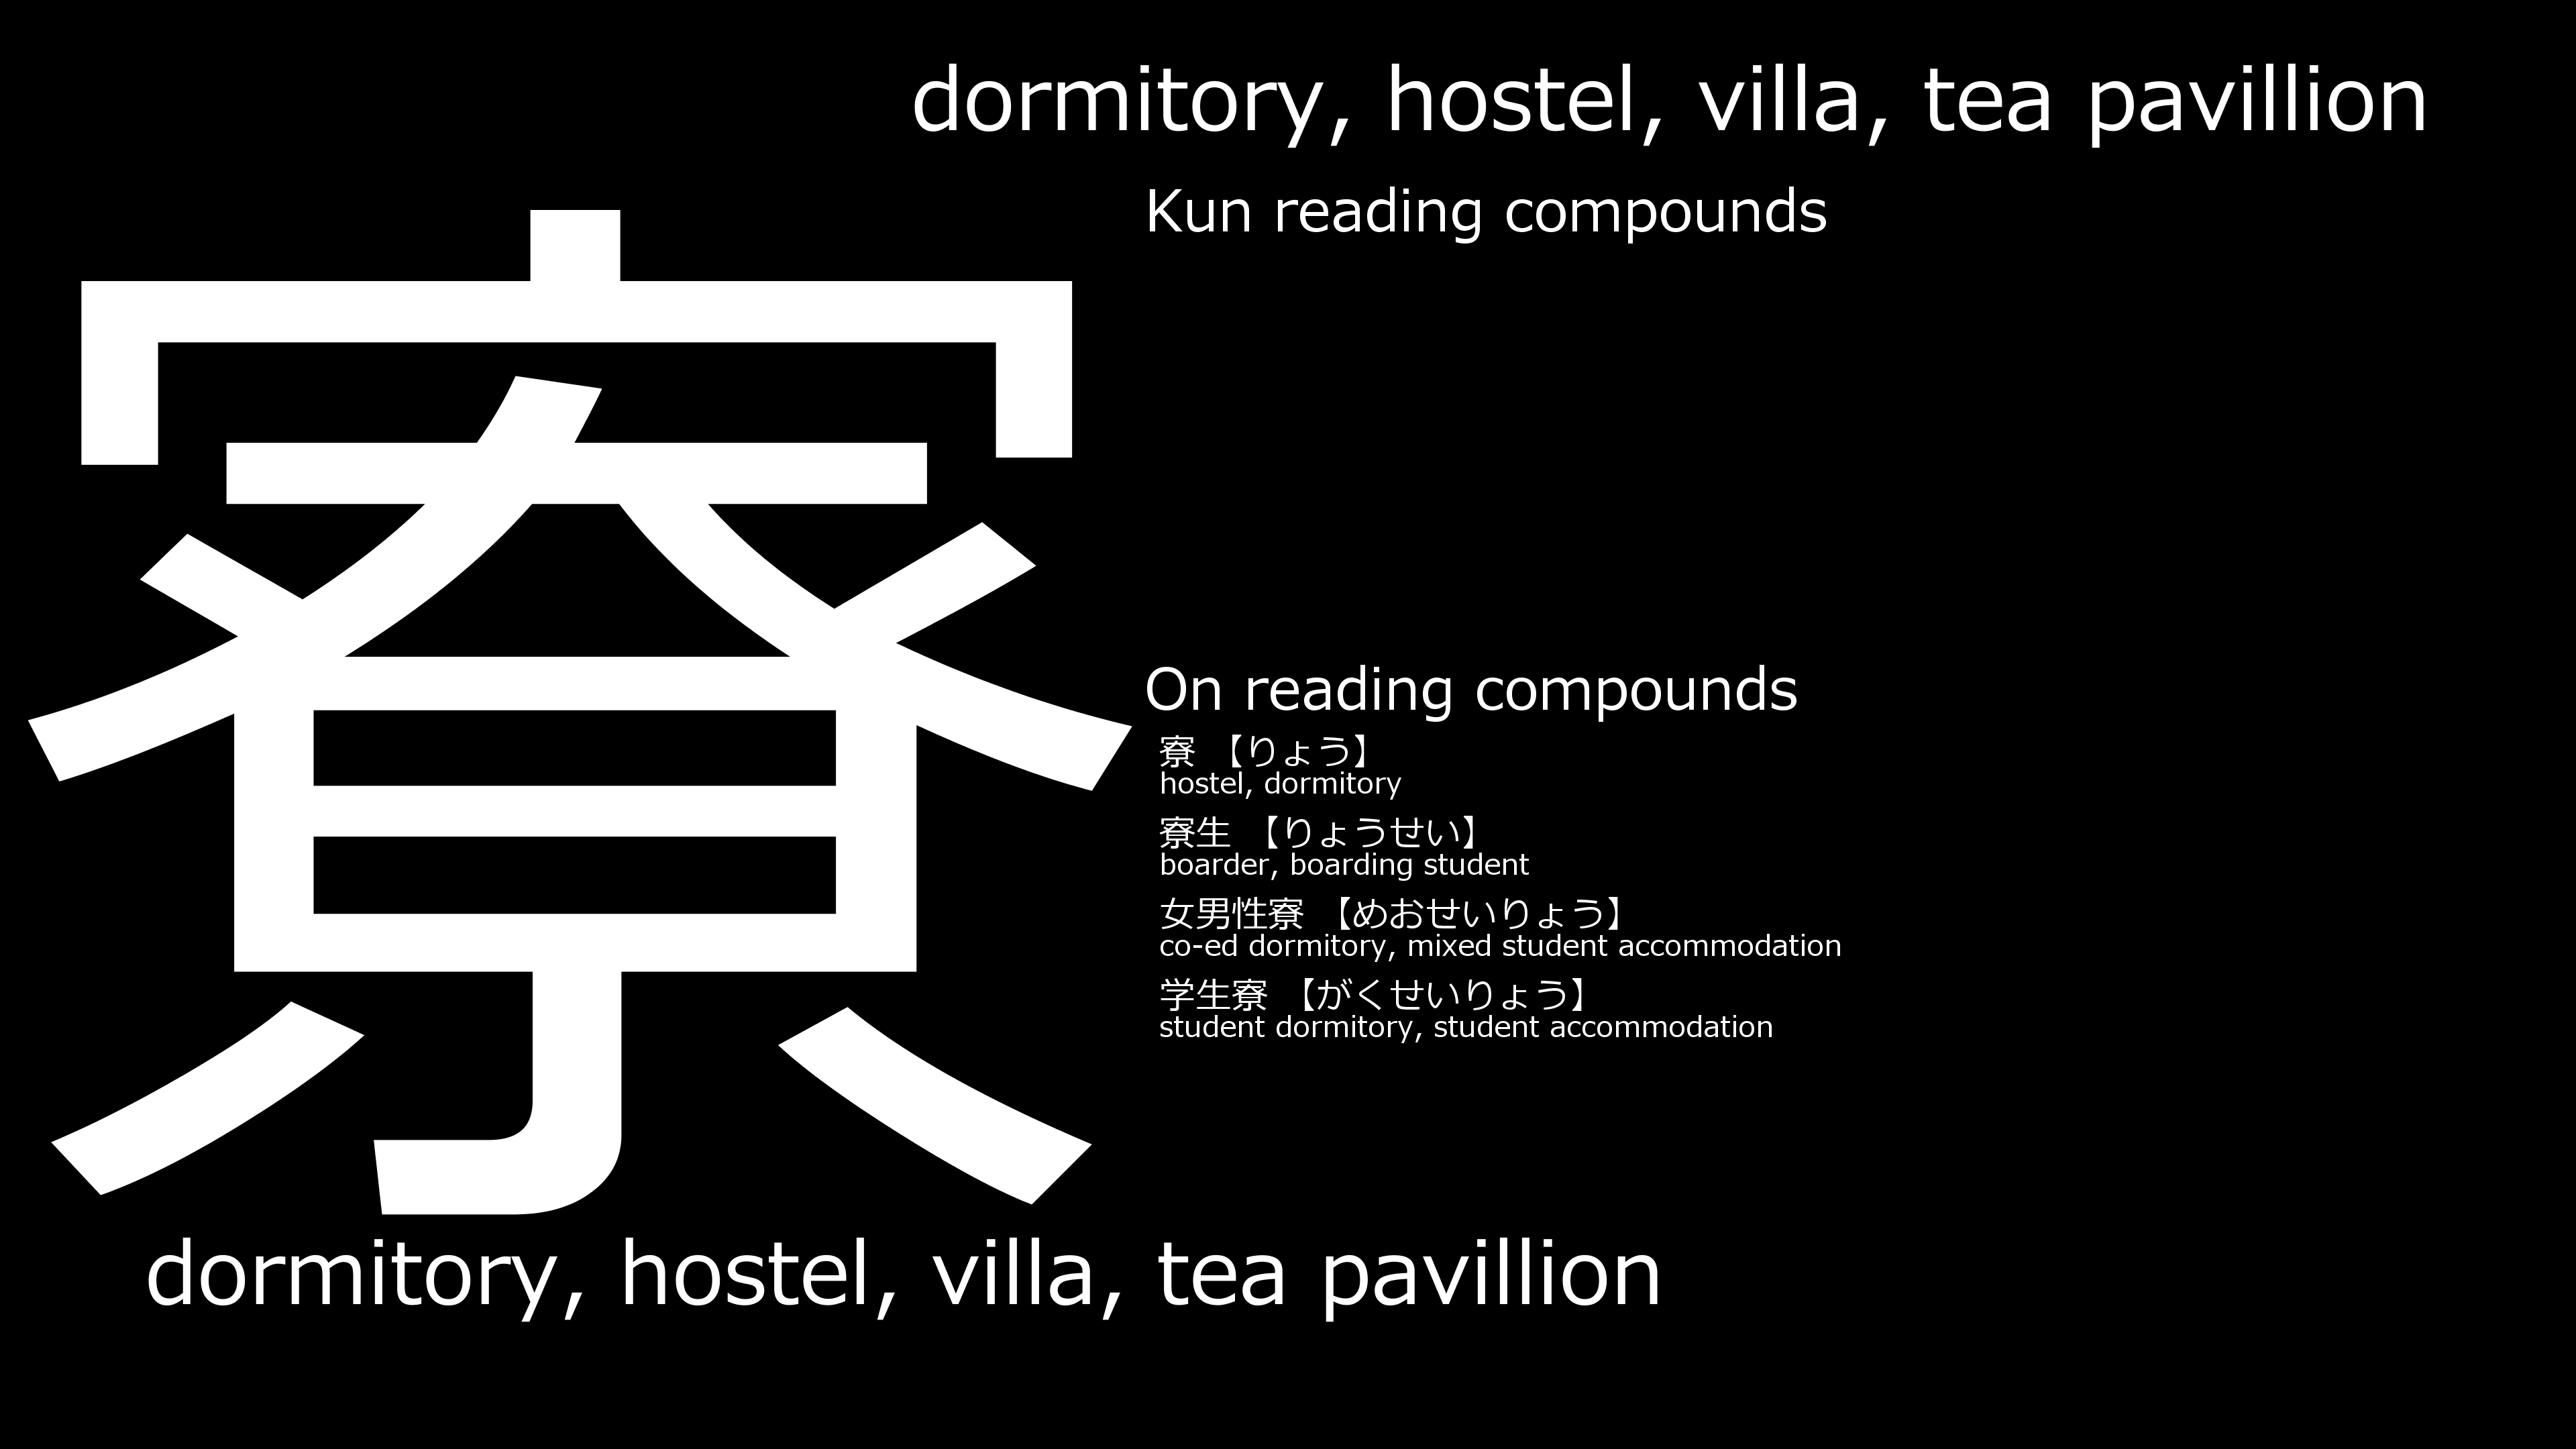 dormitory, hostel, villa, tea pavillion
Kun reading compounds
寮
On reading compounds
寮 【りょう】
hostel, dormitory
寮生 【りょうせい】
boarder, boarding student
女男性寮 【めおせいりょう】
co-ed dormitory, mixed student accommodation
学生寮 【がくせいりょう】
student dormitory, student accommodation
dormitory, hostel, villa, tea pavillion